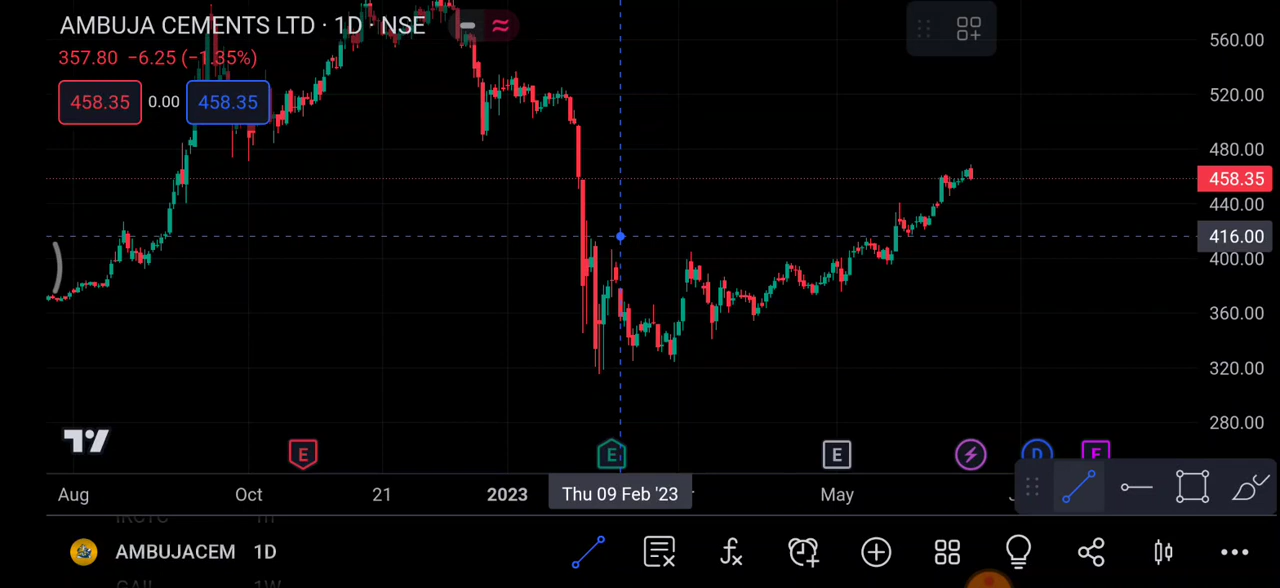 AMBUJA CEMENTS LTD · 1D · NSE
357.80 −6.25 (−1.35%)
458.35 0.00 458.35
560.00
520.00
480.00
458.35
440.00
416.00
400.00
360.00
320.00
280.00
E E E D E
Aug Oct 21 2023 Thu 09 Feb '23 May
AMBUJACEM 1D